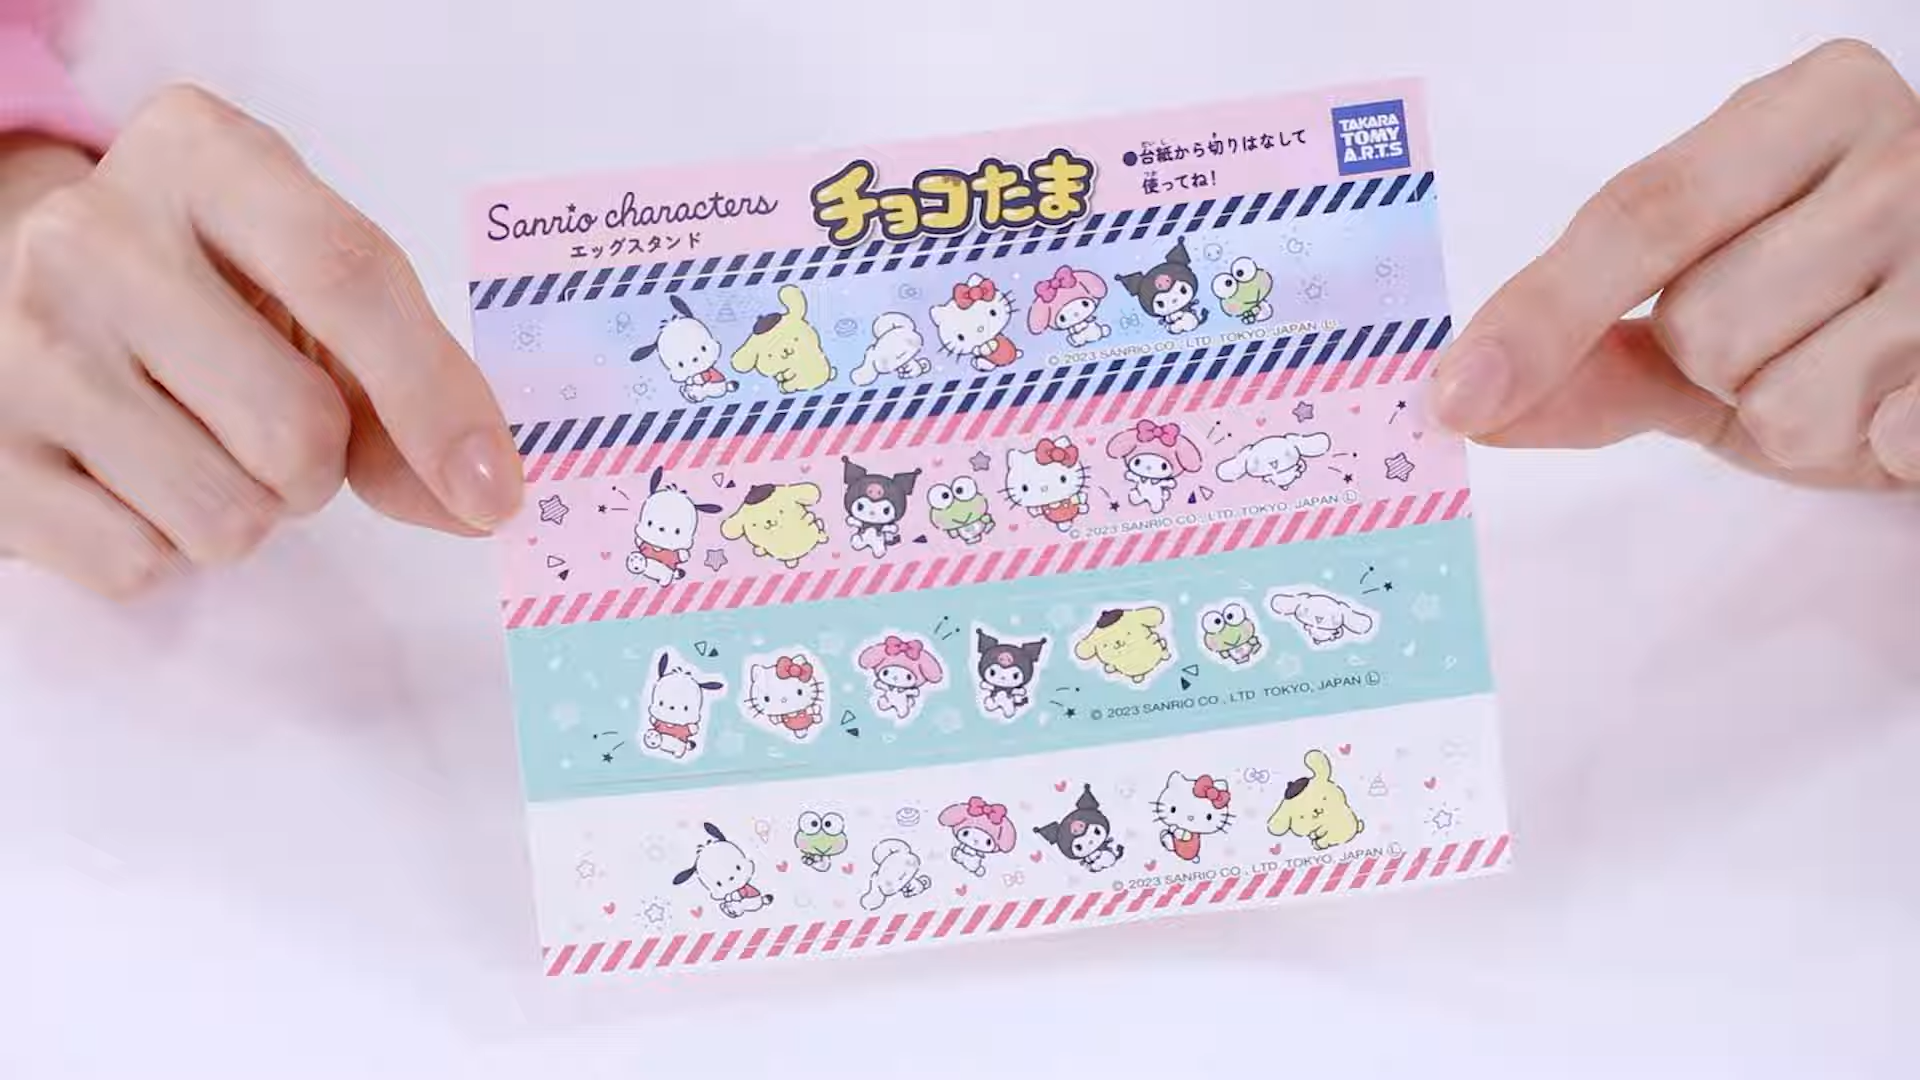 Sanrio characters
エッグスタンド
チョコたま
●台紙から切りはなして
使ってね!
TAKARA
TOMY
A.R.T.S
© 2023 SANRIO CO., LTD. TOKYO, JAPAN Ⓛ
© 2023 SANRIO CO., LTD. TOKYO, JAPAN Ⓛ
© 2023 SANRIO CO., LTD. TOKYO, JAPAN Ⓛ
© 2023 SANRIO CO., LTD. TOKYO, JAPAN Ⓛ